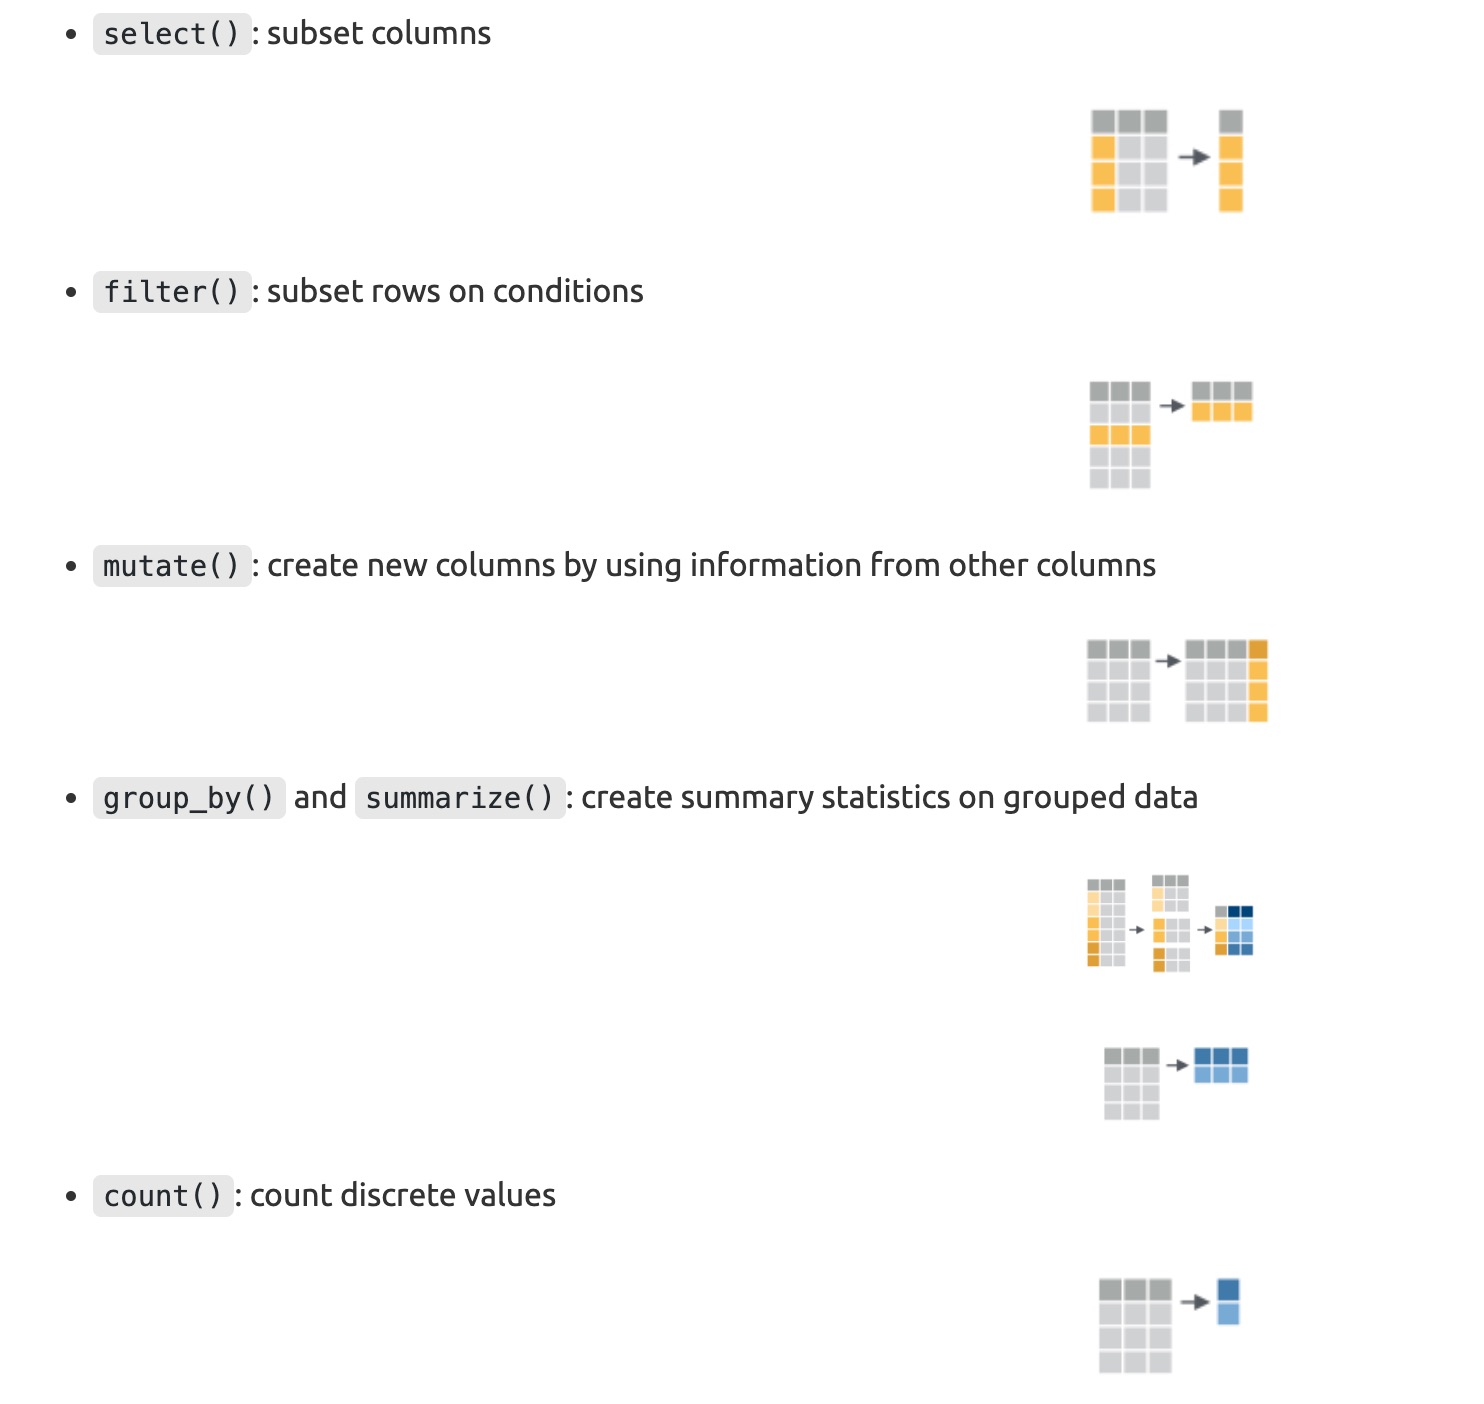 • select() : subset columns
• filter() : subset rows on conditions
• mutate() : create new columns by using information from other columns
• group_by() and summarize() : create summary statistics on grouped data
• count() : count discrete values